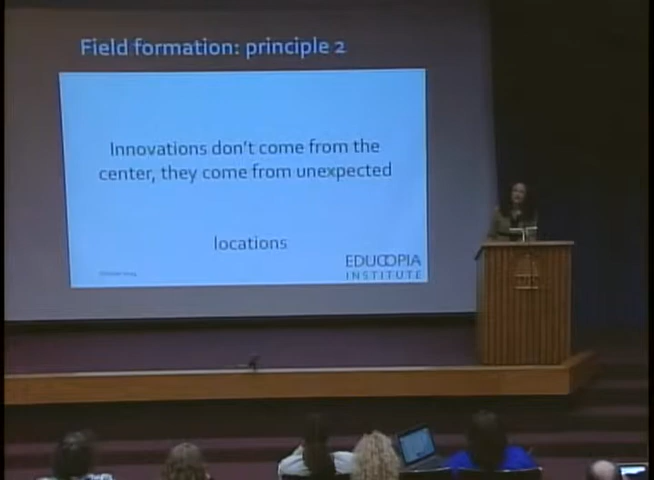 Field formation: principle 2
Innovations don't come from the
center, they come from unexpected
locations
EDUCOPIA
INSTITUTE